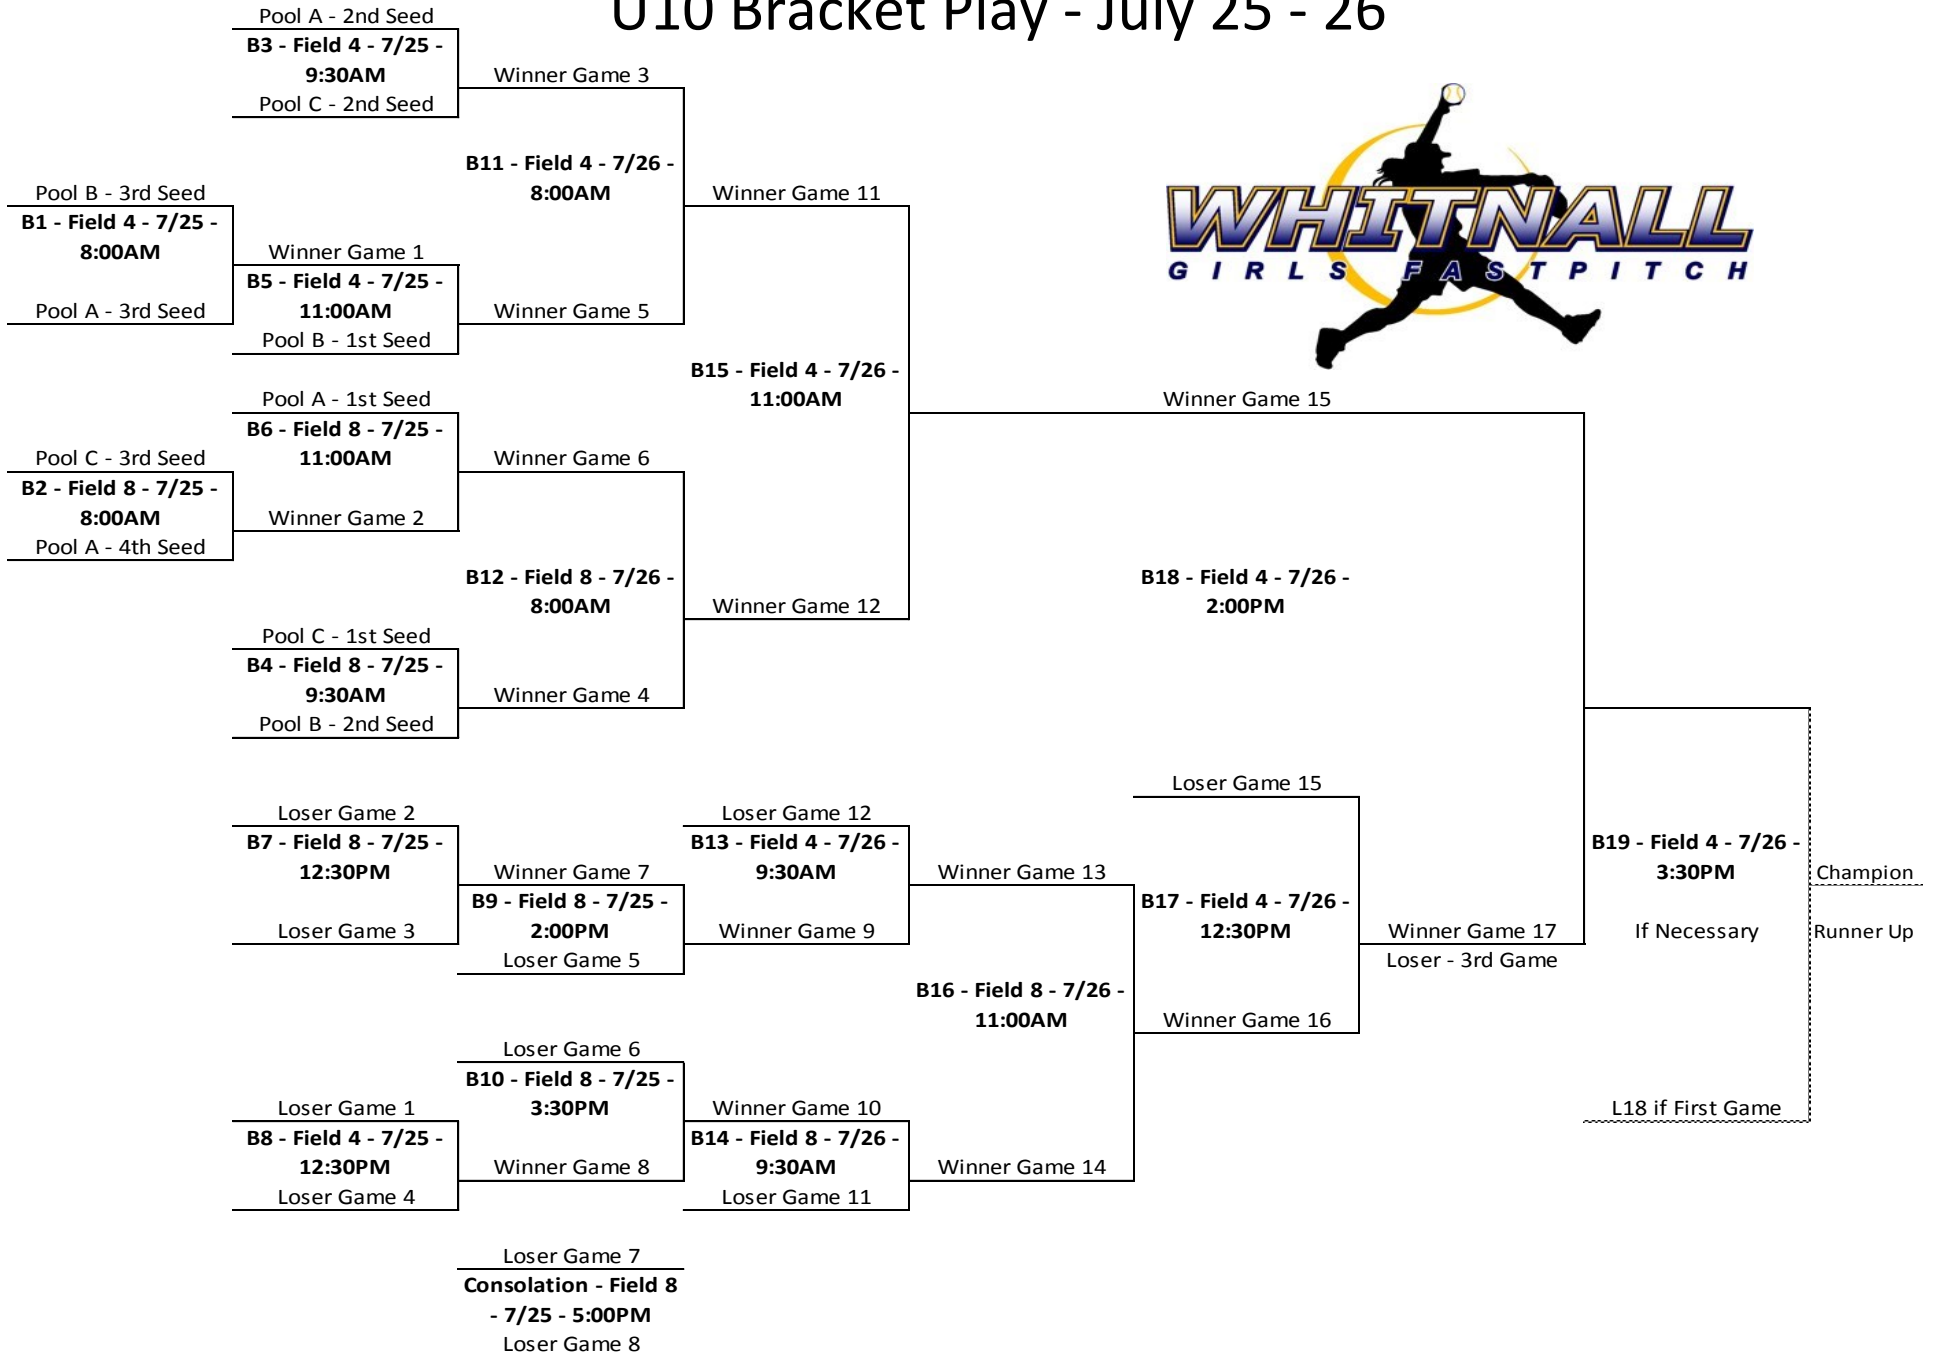 U10 Bracket Play - July 25 - 26
Pool A - 2nd Seed
B3 - Field 4 - 7/25 -
9:30AM
Pool C - 2nd Seed
Winner Game 3
B11 - Field 4 - 7/26 -
8:00AM
Winner Game 11
Pool B - 3rd Seed
B1 - Field 4 - 7/25 -
8:00AM
Pool A - 3rd Seed
Winner Game 1
B5 - Field 4 - 7/25 -
11:00AM
Pool B - 1st Seed
Winner Game 5
WHITNALL
GIRLS FASTPITCH
B15 - Field 4 - 7/26 -
11:00AM
Winner Game 15
Pool A - 1st Seed
B6 - Field 8 - 7/25 -
11:00AM
Winner Game 2
Pool C - 3rd Seed
B2 - Field 8 - 7/25 -
8:00AM
Pool A - 4th Seed
Winner Game 6
B12 - Field 8 - 7/26 -
8:00AM
Winner Game 12
B18 - Field 4 - 7/26 -
2:00PM
Pool C - 1st Seed
B4 - Field 8 - 7/25 -
9:30AM
Pool B - 2nd Seed
Winner Game 4
Loser Game 2
B7 - Field 8 - 7/25 -
12:30PM
Loser Game 3
Winner Game 7
B9 - Field 8 - 7/25 -
2:00PM
Loser Game 5
Loser Game 12
B13 - Field 4 - 7/26 -
9:30AM
Winner Game 9
Winner Game 13
B16 - Field 8 - 7/26 -
11:00AM
Winner Game 14
Loser Game 15
B17 - Field 4 - 7/26 -
12:30PM
Winner Game 16
Winner Game 17
Loser - 3rd Game
B19 - Field 4 - 7/26 -
3:30PM
If Necessary
L18 if First Game
Champion
Runner Up
Loser Game 6
B10 - Field 8 - 7/25 -
3:30PM
Winner Game 8
Loser Game 1
B8 - Field 4 - 7/25 -
12:30PM
Loser Game 4
Winner Game 10
B14 - Field 8 - 7/26 -
9:30AM
Loser Game 11
Loser Game 7
Consolation - Field 8
- 7/25 - 5:00PM
Loser Game 8